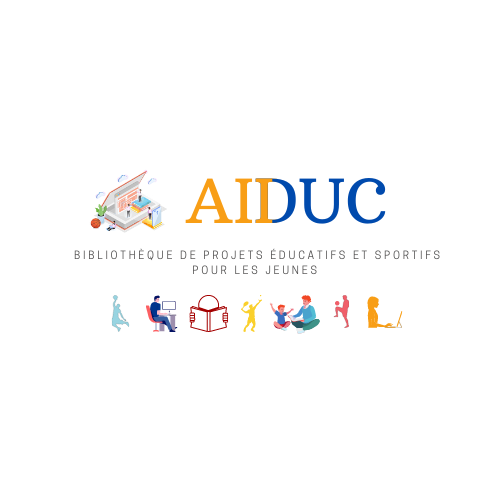 AIDUC
BIBLIOTHÈQUE DE PROJETS ÉDUCATIFS ET SPORTIFS
POUR LES JEUNES